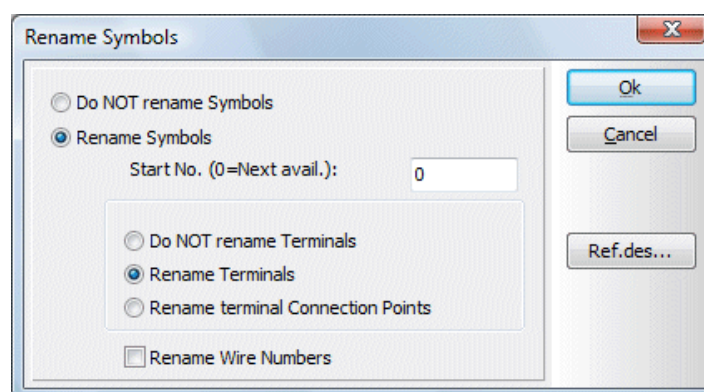 Rename Symbols
Do NOT rename Symbols
Rename Symbols
Start No. (0=Next avail.): 0
Do NOT rename Terminals
Rename Terminals
Rename terminal Connection Points
Rename Wire Numbers
Ok
Cancel
Ref.des...